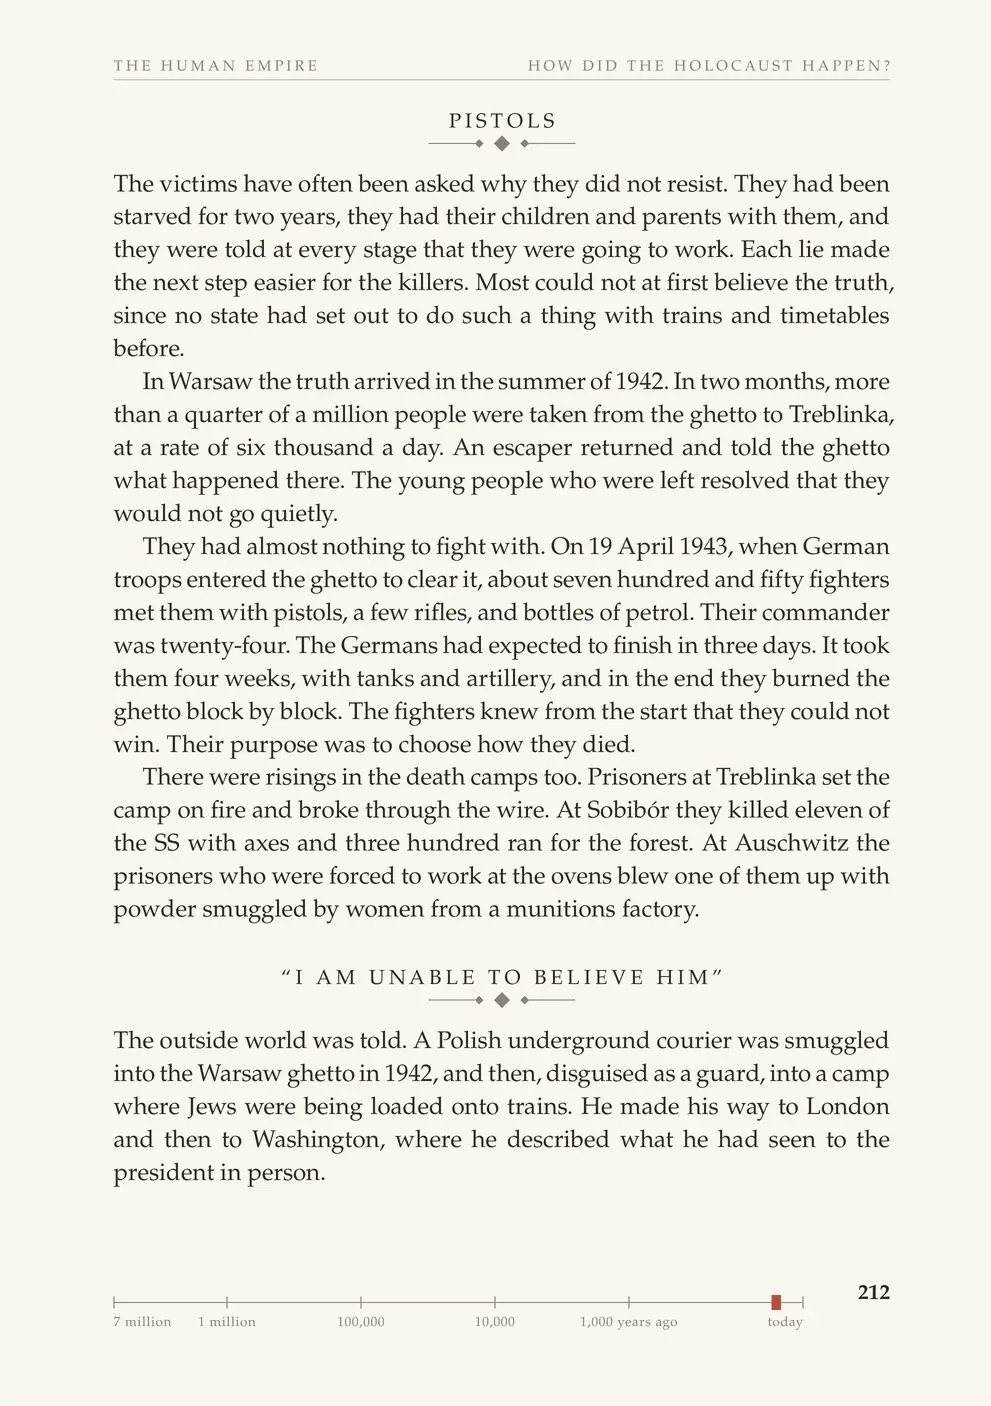 THE HUMAN EMPIRE
HOW DID THE HOLOCAUST HAPPEN?
PISTOLS
The victims have often been asked why they did not resist. They had been
starved for two years, they had their children and parents with them, and
they were told at every stage that they were going to work. Each lie made
the next step easier for the killers. Most could not at first believe the truth,
since no state had set out to do such a thing with trains and timetables
before.
In Warsaw the truth arrived in the summer of 1942. In two months, more
than a quarter of a million people were taken from the ghetto to Treblinka,
at a rate of six thousand a day. An escaper returned and told the ghetto
what happened there. The young people who were left resolved that they
would not go quietly.
They had almost nothing to fight with. On 19 April 1943, when German
troops entered the ghetto to clear it, about seven hundred and fifty fighters
met them with pistols, a few rifles, and bottles of petrol. Their commander
was twenty-four. The Germans had expected to finish in three days. It took
them four weeks, with tanks and artillery, and in the end they burned the
ghetto block by block. The fighters knew from the start that they could not
win. Their purpose was to choose how they died.
There were risings in the death camps too. Prisoners at Treblinka set the
camp on fire and broke through the wire. At Sobibór they killed eleven of
the SS with axes and three hundred ran for the forest. At Auschwitz the
prisoners who were forced to work at the ovens blew one of them up with
powder smuggled by women from a munitions factory.
“I AM UNABLE TO BELIEVE HIM”
The outside world was told. A Polish underground courier was smuggled
into the Warsaw ghetto in 1942, and then, disguised as a guard, into a camp
where Jews were being loaded onto trains. He made his way to London
and then to Washington, where he described what he had seen to the
president in person.
212
7 million 1 million 100,000 10,000 1,000 years ago today